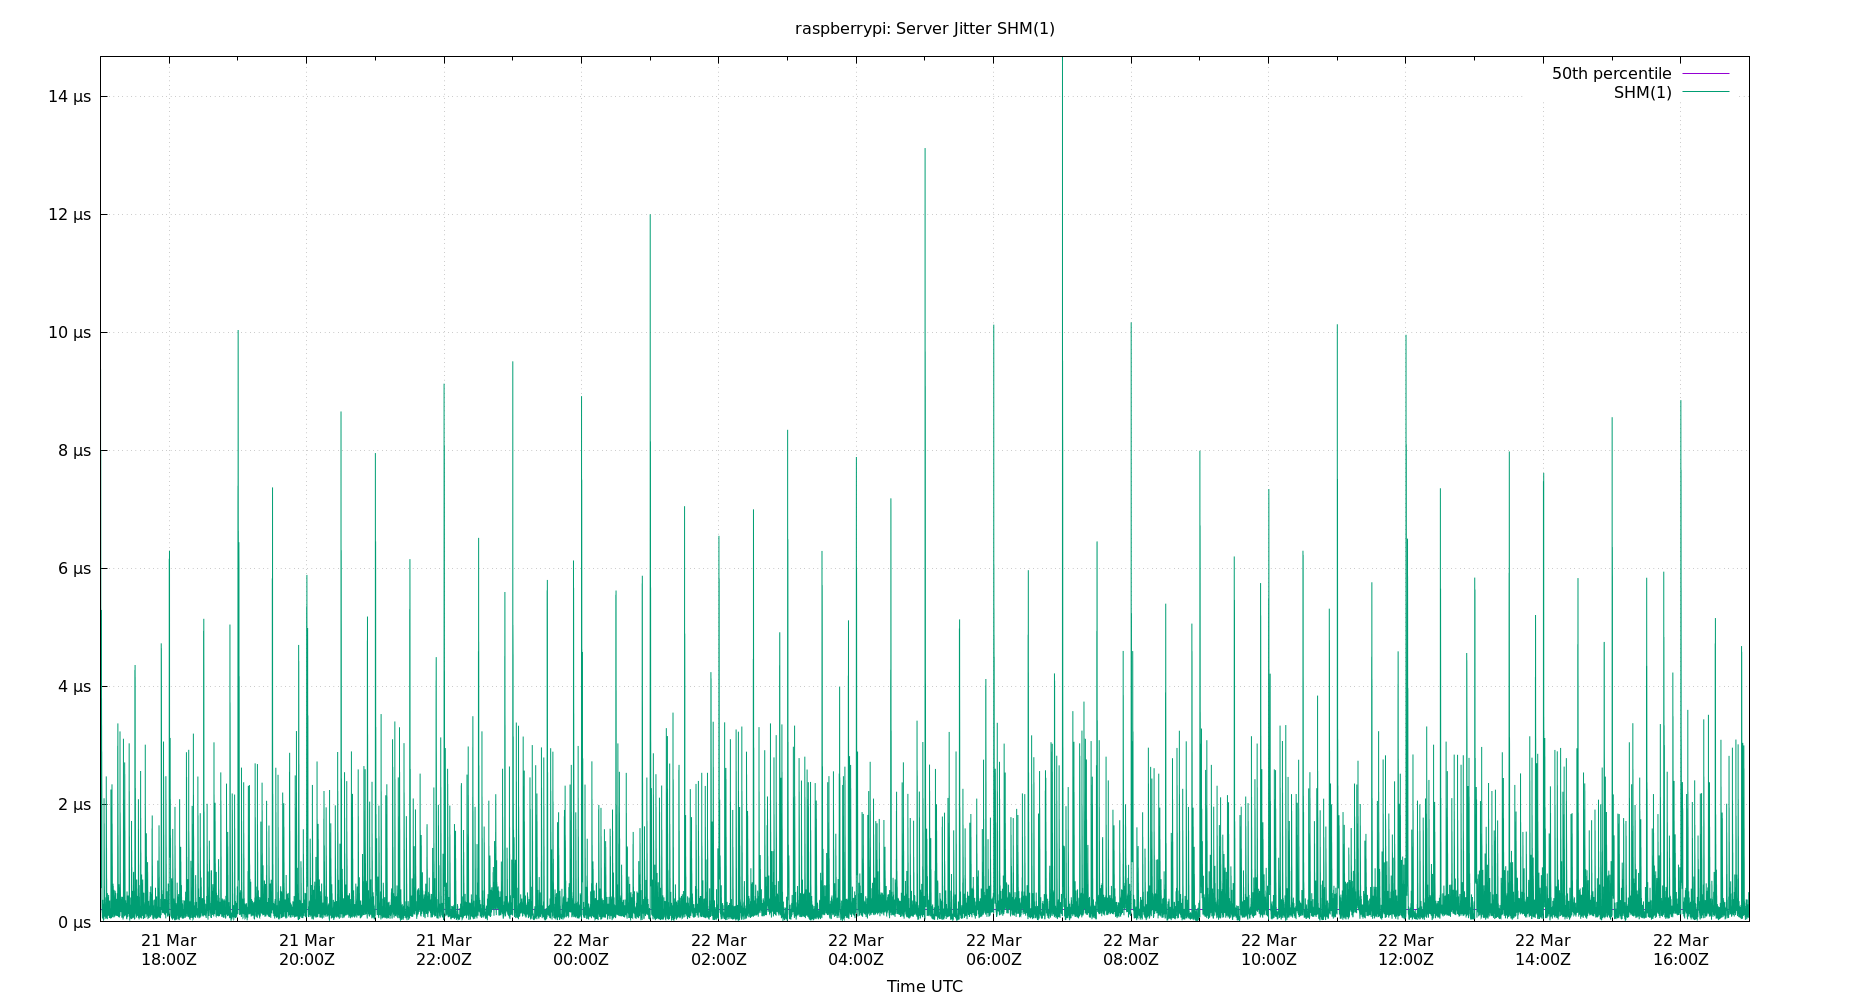 raspberrypi: Server Jitter SHM(1)
50th percentile
SHM(1)
14 μs
12 μs
10 μs
8 μs
6 μs
4 μs
2 μs
0 μs
21 Mar 21 Mar 21 Mar 22 Mar 22 Mar 22 Mar 22 Mar 22 Mar 22 Mar 22 Mar 22 Mar 22 Mar
18:00Z 20:00Z 22:00Z 00:00Z 02:00Z 04:00Z 06:00Z 08:00Z 10:00Z 12:00Z 14:00Z 16:00Z
Time UTC